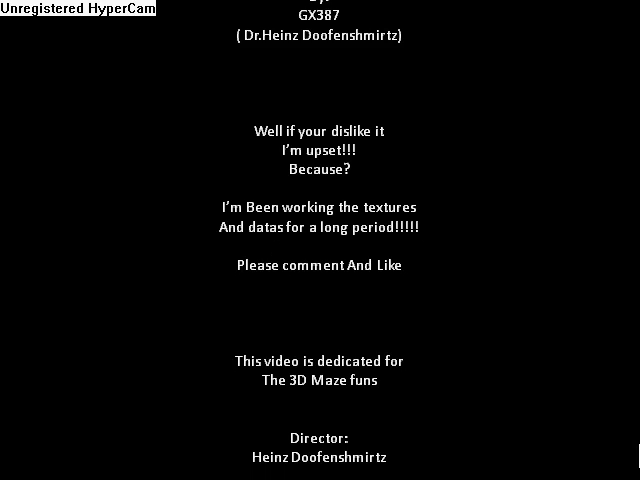 Unregistered HyperCam
GX387
( Dr.Heinz Doofenshmirtz)
Well if your dislike it
I'm upset!!!
Because?
I'm Been working the textures
And datas for a long period!!!!!
Please comment And Like
This video is dedicated for
The 3D Maze funs
Director:
Heinz Doofenshmirtz